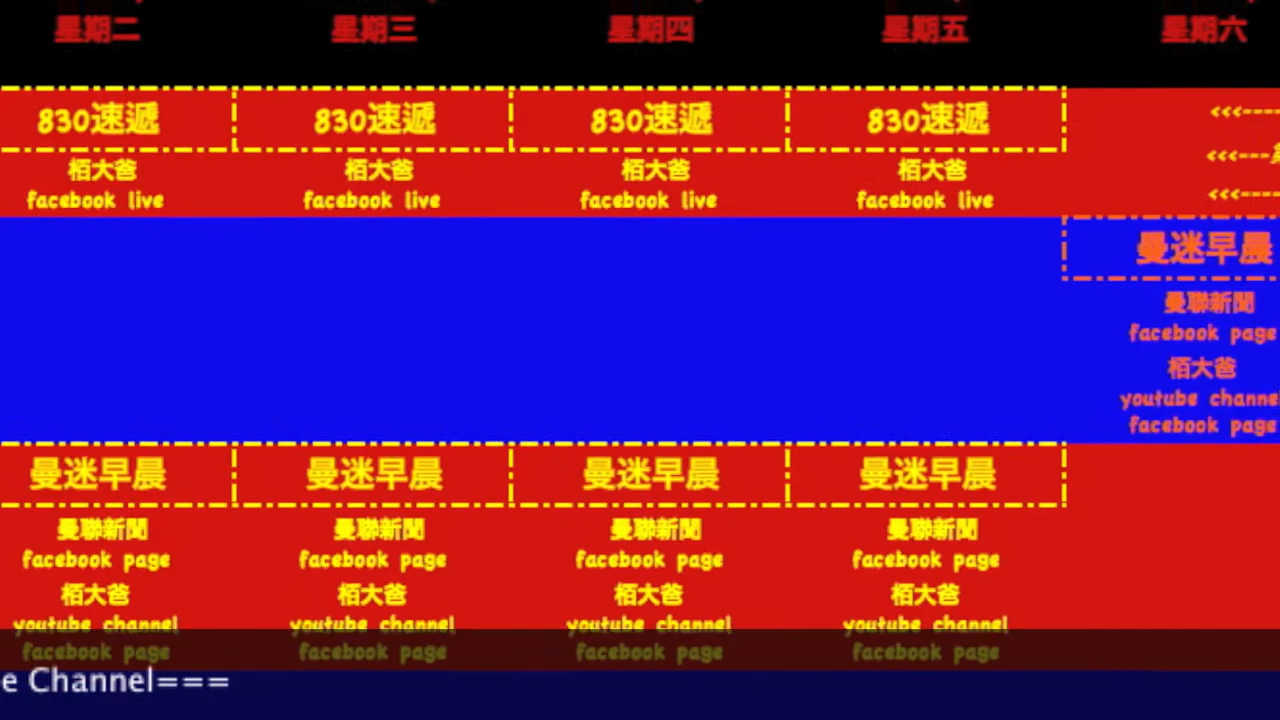 星期二 星期三 星期四 星期五 星期六
830速遞 830速遞 830速遞 830速遞 <<<----
栢大爸 栢大爸 栢大爸 栢大爸 <<<---
facebook live facebook live facebook live facebook live <<<----
曼迷早晨
曼聯新聞
facebook page
栢大爸
youtube channel
facebook page
曼迷早晨 曼迷早晨 曼迷早晨 曼迷早晨
曼聯新聞 曼聯新聞 曼聯新聞 曼聯新聞
facebook page facebook page facebook page facebook page
栢大爸 栢大爸 栢大爸 栢大爸
youtube channel youtube channel youtube channel youtube channel
facebook page facebook page facebook page facebook page
e Channel===